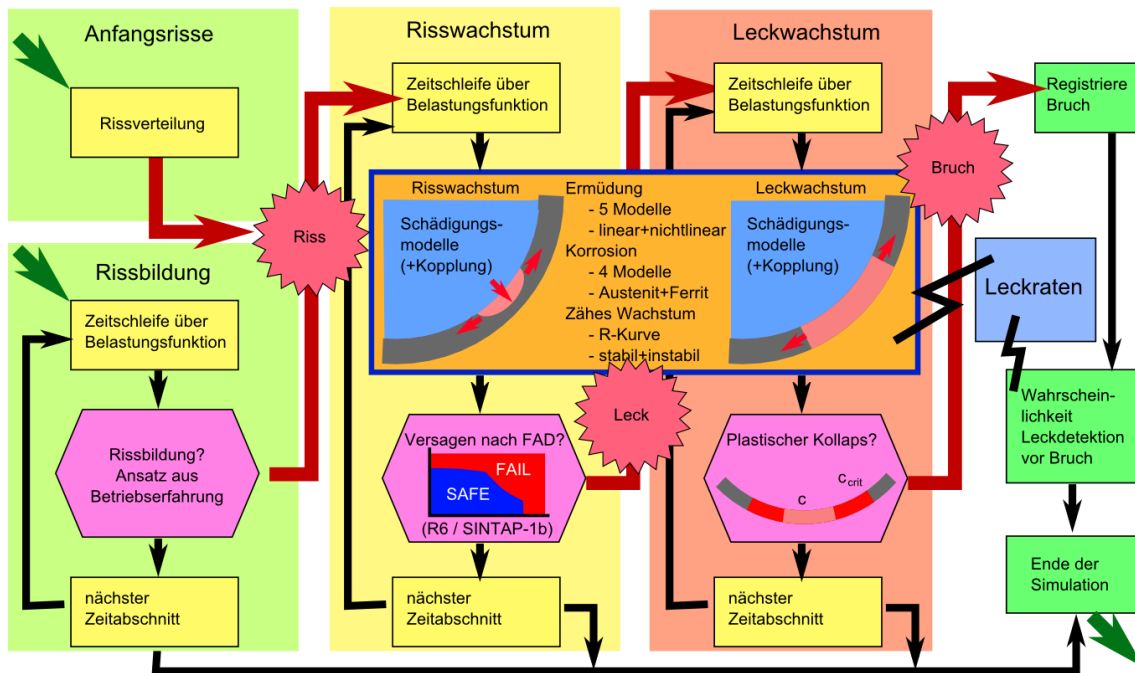 Anfangsrisse
Rissverteilung
Rissbildung
Zeitschleife über
Belastungsfunktion
Rissbildung?
Ansatz aus
Betriebserfahrung
nächster
Zeitabschnitt
Riss
Risswachstum
Zeitschleife über
Belastungsfunktion
Risswachstum
Schädigungs-
modelle
(+Kopplung)
Ermüdung
- 5 Modelle
- linear+nichtlinear
Korrosion
- 4 Modelle
- Austenit+Ferrit
Zähes Wachstum
- R-Kurve
- stabil+instabil
Versagen nach FAD?
FAIL
SAFE
(R6 / SINTAP-1b)
nächster
Zeitabschnitt
Leck
Leckwachstum
Zeitschleife über
Belastungsfunktion
Leckwachstum
Schädigungs-
modelle
(+Kopplung)
Plastischer Kollaps?
c
c crit
nächster
Zeitabschnitt
Bruch
Registriere
Bruch
Leckraten
Wahrschein-
lichkeit
Leckdetektion
vor Bruch
Ende der
Simulation